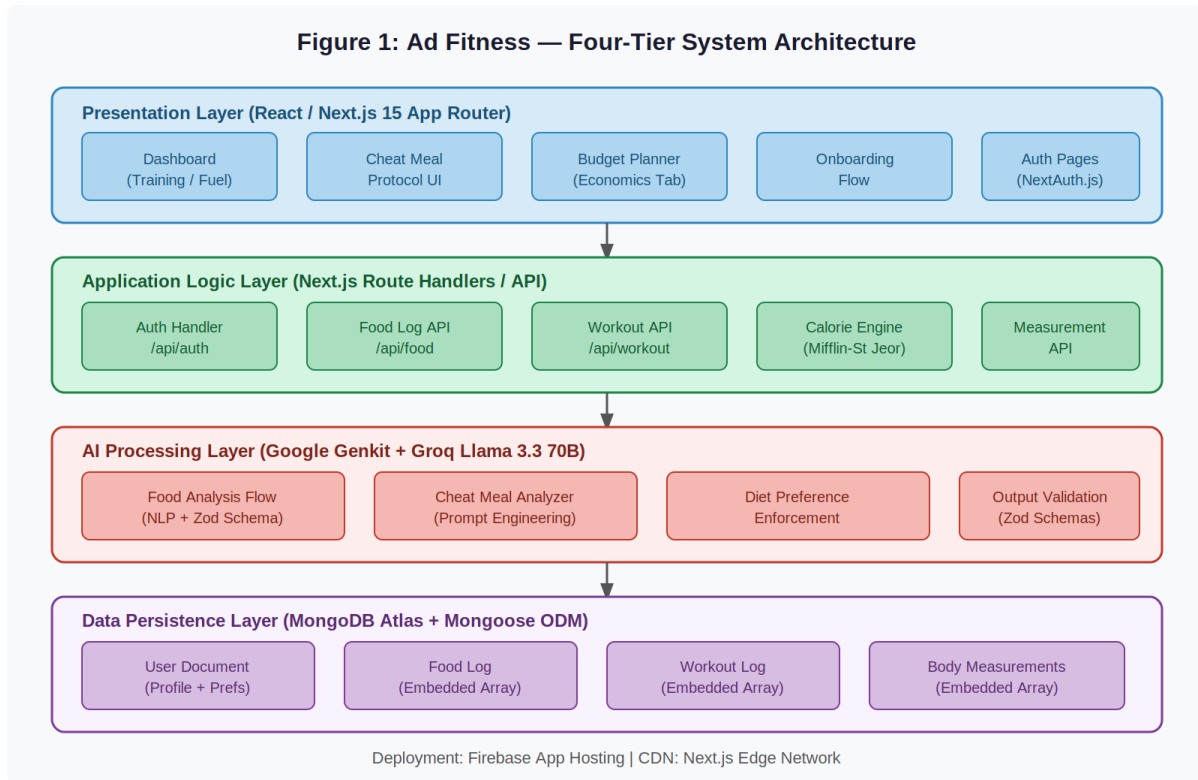 Figure 1: Ad Fitness — Four-Tier System Architecture
Presentation Layer (React / Next.js 15 App Router)
Dashboard
(Training / Fuel)
Cheat Meal
Protocol UI
Budget Planner
(Economics Tab)
Onboarding
Flow
Auth Pages
(NextAuth.js)
Application Logic Layer (Next.js Route Handlers / API)
Auth Handler
/api/auth
Food Log API
/api/food
Workout API
/api/workout
Calorie Engine
(Mifflin-St Jeor)
Measurement
API
AI Processing Layer (Google Genkit + Groq Llama 3.3 70B)
Food Analysis Flow
(NLP + Zod Schema)
Cheat Meal Analyzer
(Prompt Engineering)
Diet Preference
Enforcement
Output Validation
(Zod Schemas)
Data Persistence Layer (MongoDB Atlas + Mongoose ODM)
User Document
(Profile + Prefs)
Food Log
(Embedded Array)
Workout Log
(Embedded Array)
Body Measurements
(Embedded Array)
Deployment: Firebase App Hosting | CDN: Next.js Edge Network